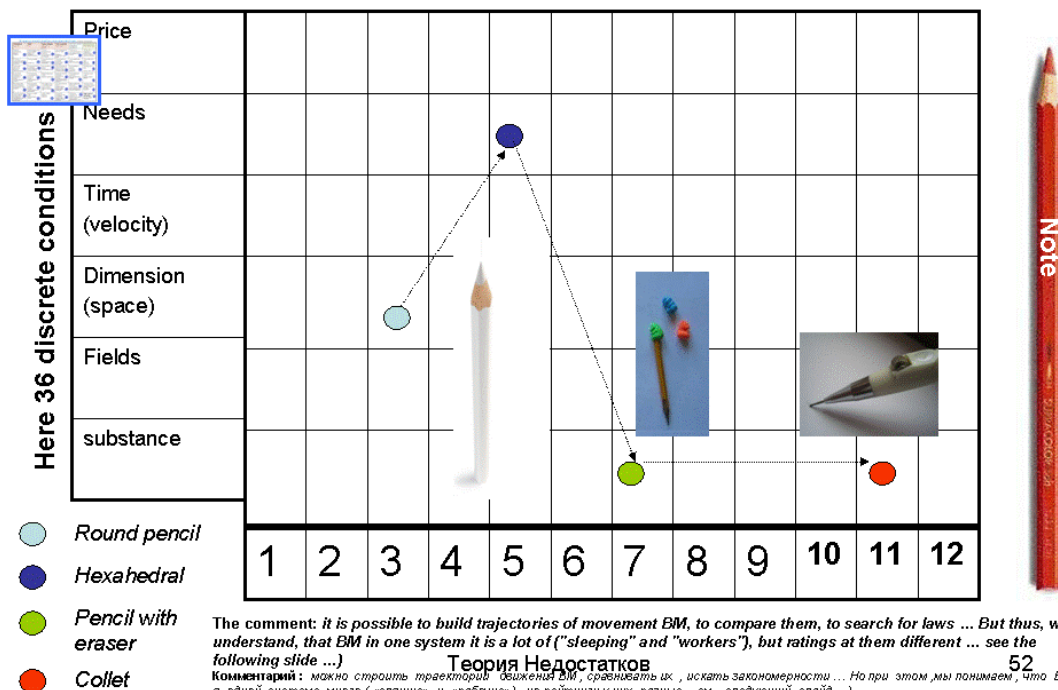 Price
Needs
Time
(velocity)
Dimension
(space)
Fields
substance
Here 36 discrete conditions
Note
1 2 3 4 5 6 7 8 9 10 11 12
Round pencil
Hexahedral
Pencil with
eraser
Collet
The comment: it is possible to build trajectories of movement BM, to compare them, to search for laws ... But thus, w
understand, that BM in one system it is a lot of ("sleeping" and "workers"), but ratings at them different ... see the
following slide ...)
Теория Недостатков
52
Комментарий : можно строить траектории движения БМ , сравнивать их , искать закономерности ... Но при этом ,мы понимаем , что